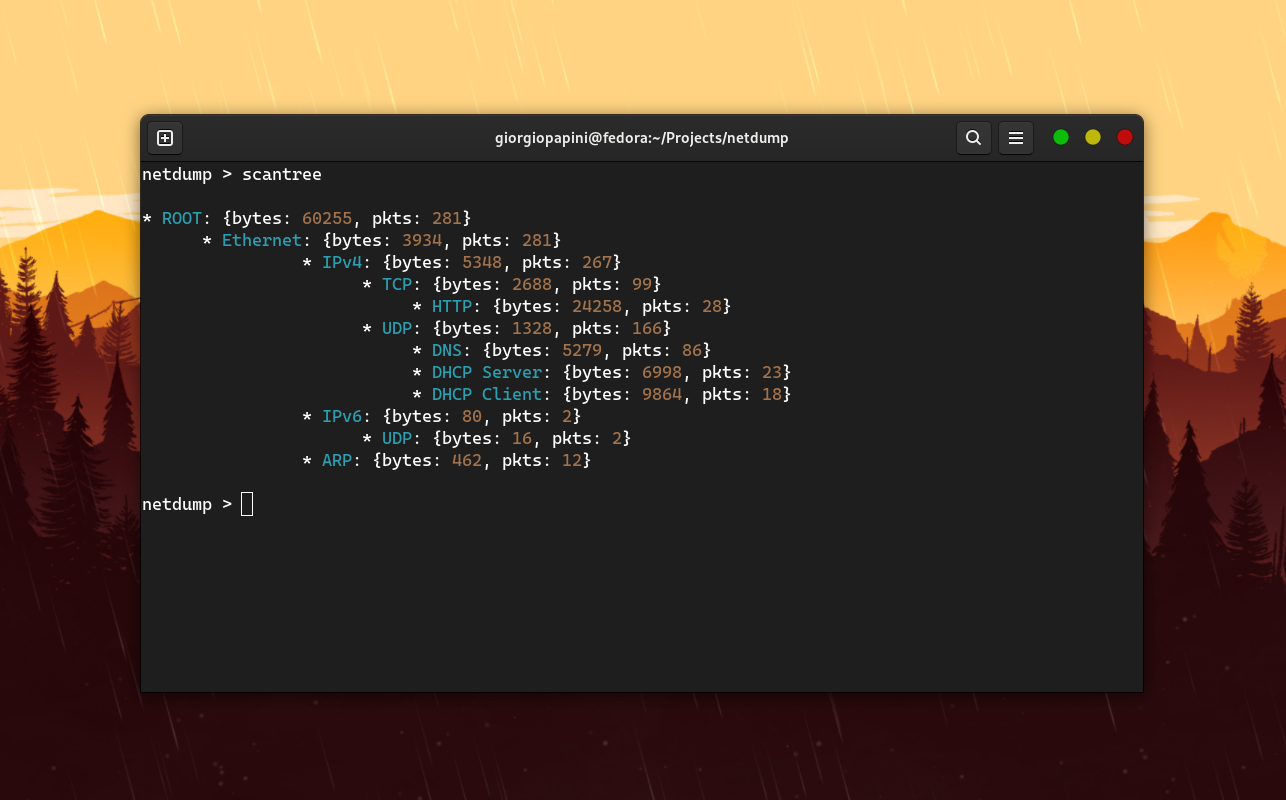 giorgiopapini@fedora:~/Projects/netdump
netdump > scantree
* ROOT: {bytes: 60255, pkts: 281}
* Ethernet: {bytes: 3934, pkts: 281}
* IPv4: {bytes: 5348, pkts: 267}
* TCP: {bytes: 2688, pkts: 99}
* HTTP: {bytes: 24258, pkts: 28}
* UDP: {bytes: 1328, pkts: 166}
* DNS: {bytes: 5279, pkts: 86}
* DHCP Server: {bytes: 6998, pkts: 23}
* DHCP Client: {bytes: 9864, pkts: 18}
* IPv6: {bytes: 80, pkts: 2}
* UDP: {bytes: 16, pkts: 2}
* ARP: {bytes: 462, pkts: 12}
netdump >